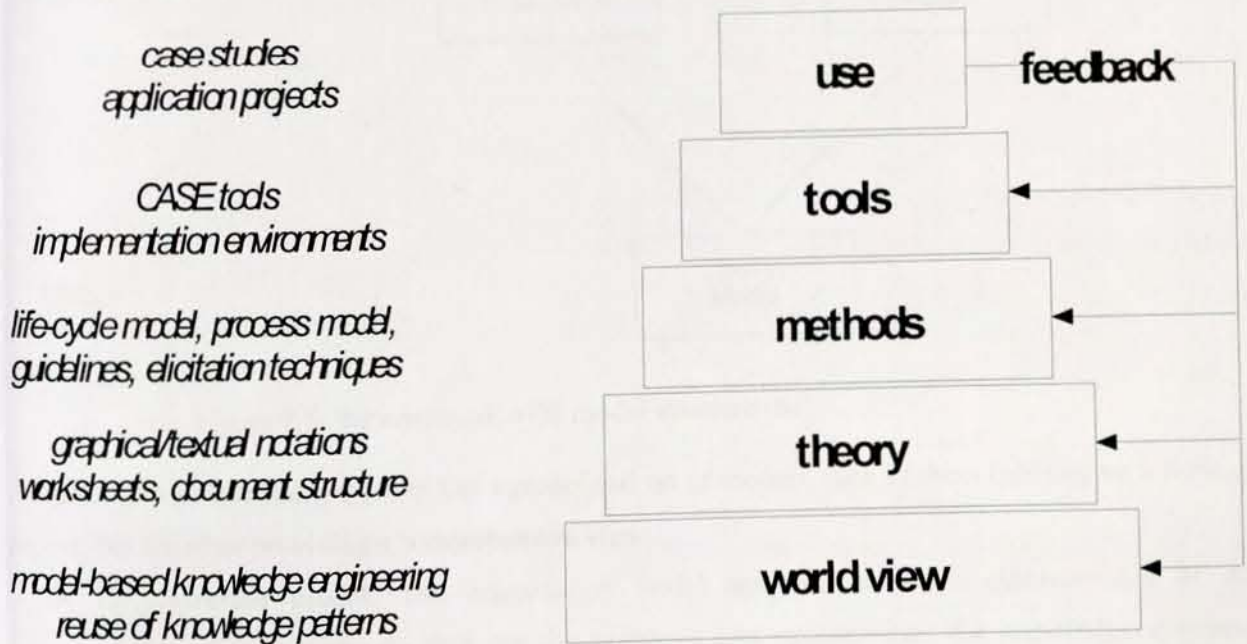 case studies
application projects
use
feedback
CASE tools
implementation environments
tools
life-cycle model, process model,
guidelines, elicitation techniques
methods
graphical/textual notations
worksheets, document structure
theory
model-based knowledge engineering
reuse of knowledge patterns
world view